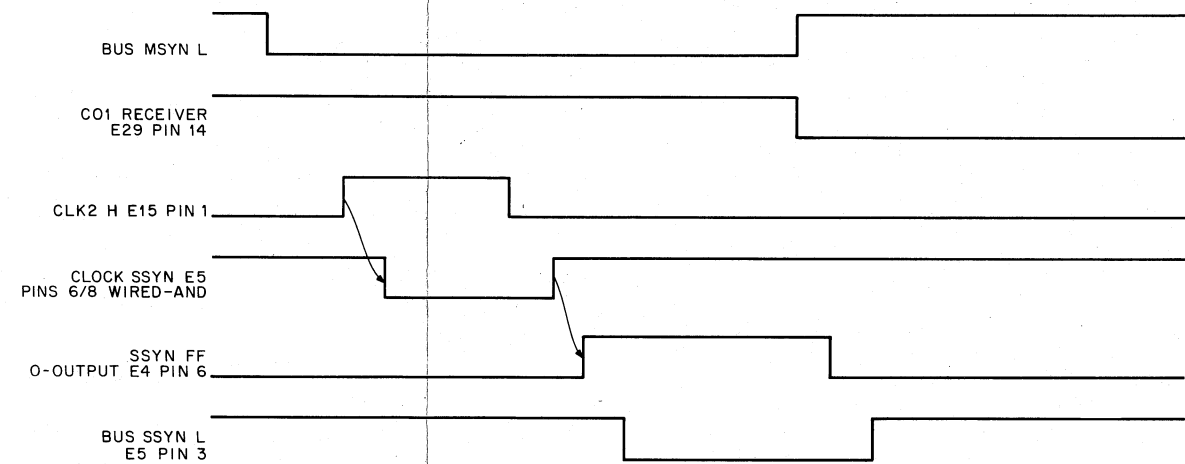 BUS MSYN L
CO1 RECEIVER
E29 PIN 14
CLK2 H E15 PIN 1
CLOCK SSYN E5
PINS 6/8 WIRED-AND
SSYN FF
O-OUTPUT E4 PIN 6
BUS SSYN L
E5 PIN 3